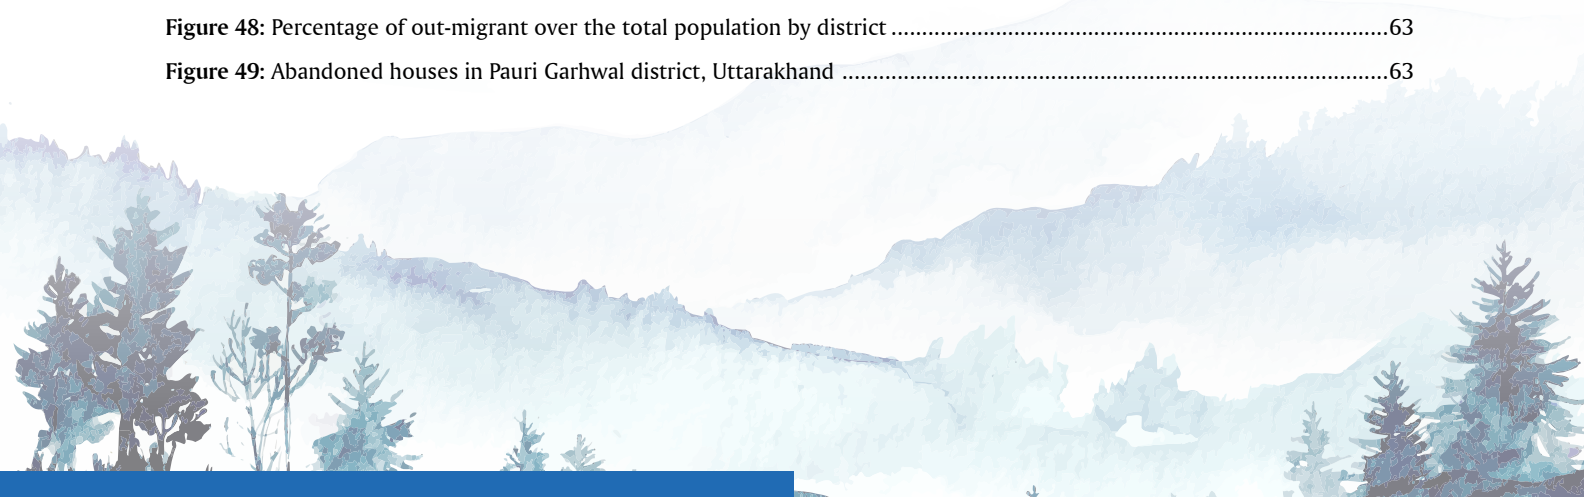 Figure 48: Percentage of out-migrant over the total population by district ................................................................................. 63
Figure 49: Abandoned houses in Pauri Garhwal district, Uttarakhand ......................................................................................... 63